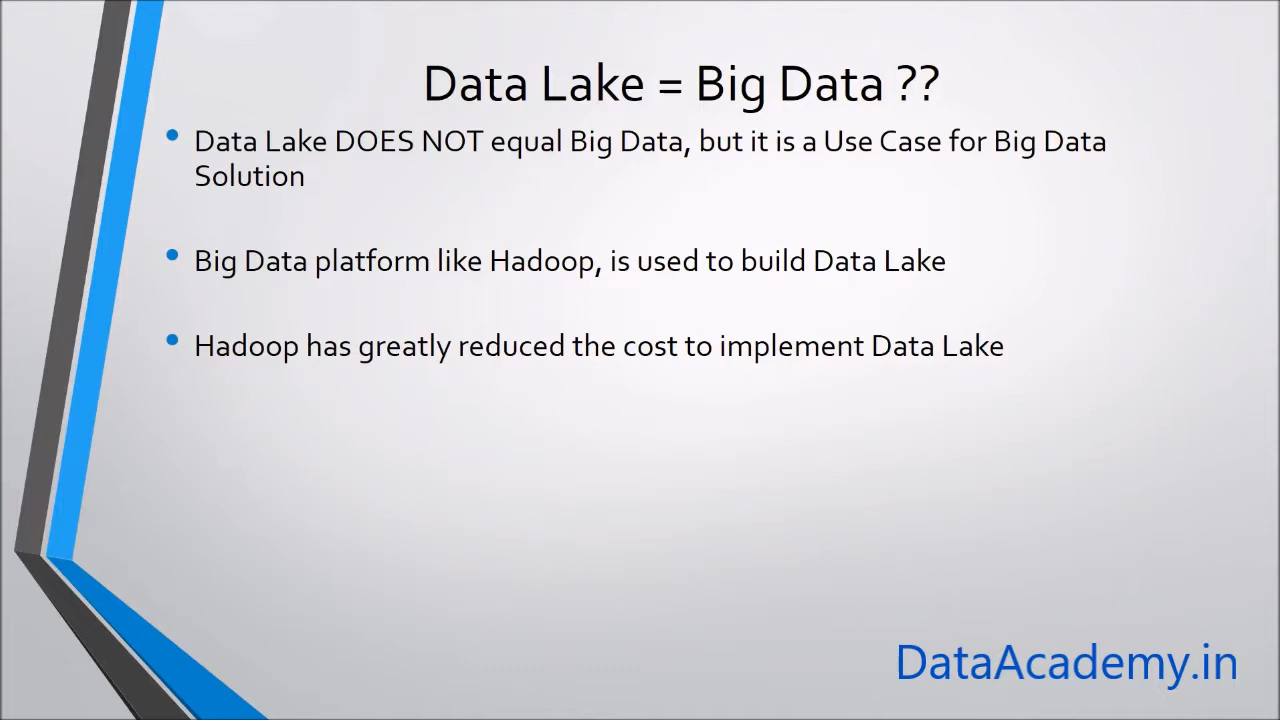 Data Lake = Big Data ??
Data Lake DOES NOT equal Big Data, but it is a Use Case for Big Data
Solution
Big Data platform like Hadoop, is used to build Data Lake
Hadoop has greatly reduced the cost to implement Data Lake
DataAcademy.in